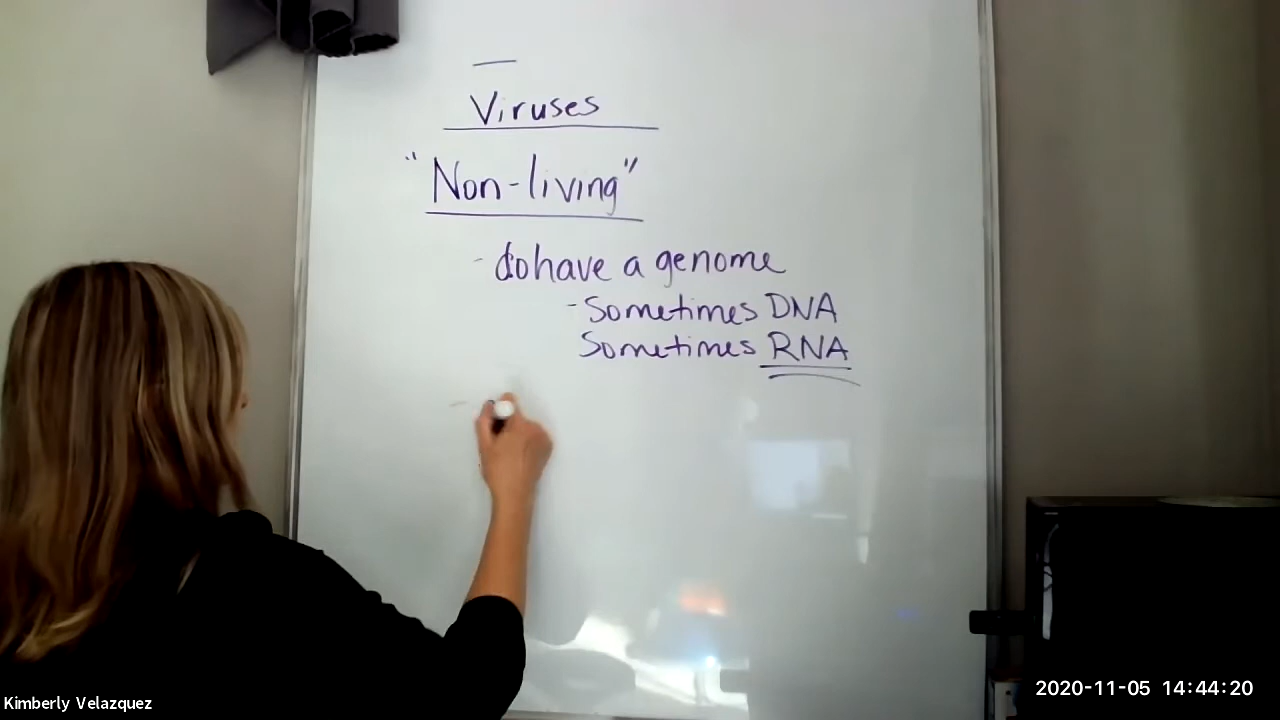 Viruses
"Non-living"
- do have a genome
- Sometimes DNA
Sometimes RNA
-
Kimberly Velazquez
2020-11-05 14:44:20